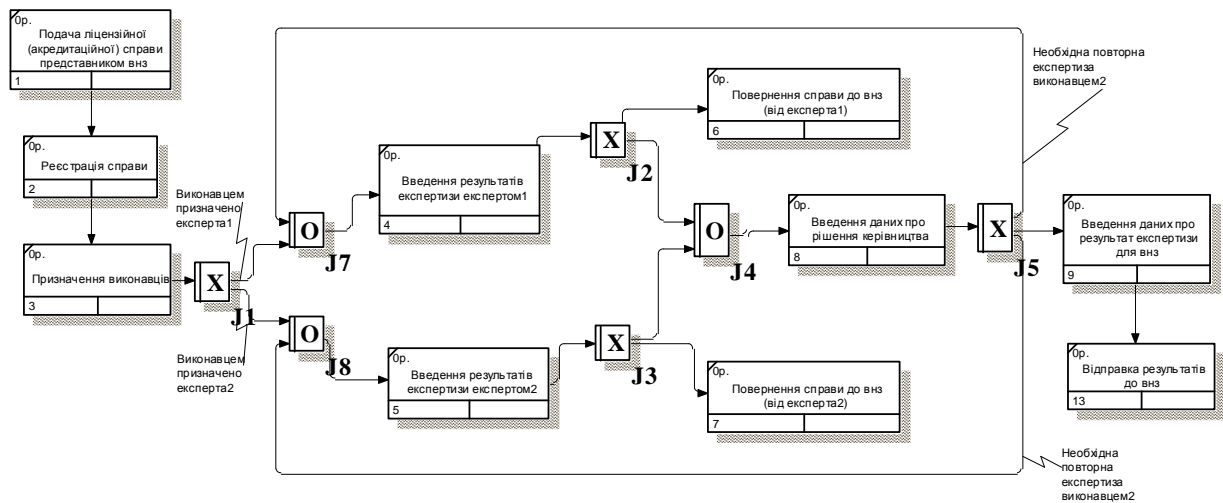 0р.
Подача ліцензійної
(акредитаційної) справи
представником внз
1
0р.
Реєстрація справи
2
0р.
Призначення виконавців
3
X
J1
Виконавцем
призначено
експерта1
Виконавцем
призначено
експерта2
O
J7
O
J8
0р.
Введення результатів
експертизи експертом1
4
0р.
Введення результатів
експертизи експертом2
5
X
J2
X
J3
0р.
Повернення справи до внз
(від експерта1)
6
0р.
Повернення справи до внз
(від експерта2)
7
O
J4
0р.
Введення даних про
рішення керівництва
8
X
J5
Необхідна повторна
експертиза
виконавцем2
0р.
Введення даних про
результат експертизи
для внз
9
0р.
Відправка результатів
до внз
13
Необхідна
повторна
експертиза
виконавцем2